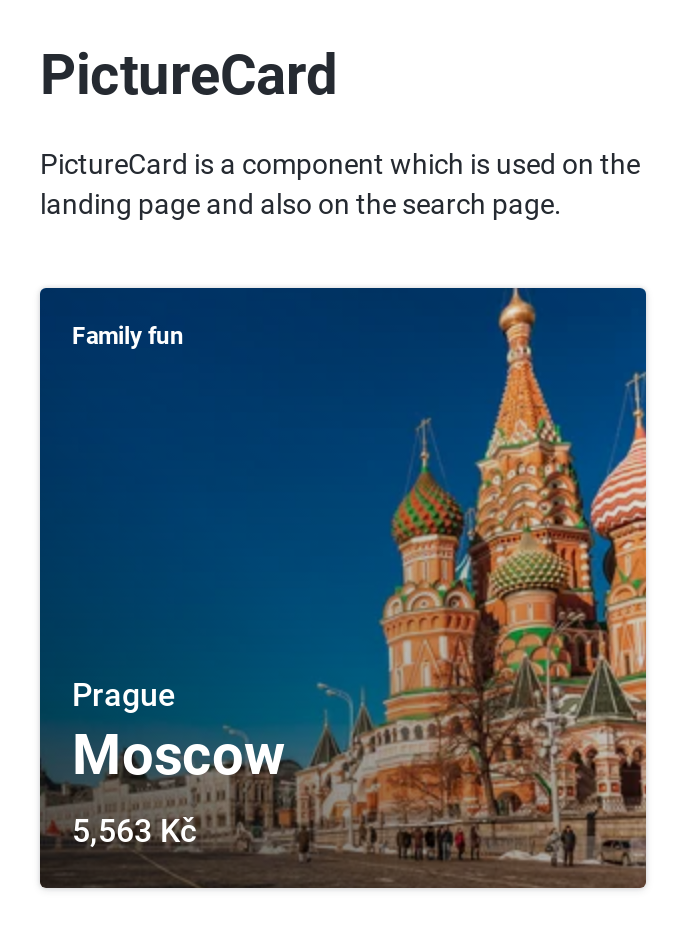 PictureCard
PictureCard is a component which is used on the
landing page and also on the search page.
Family fun
Prague
Moscow
5,563 Kč